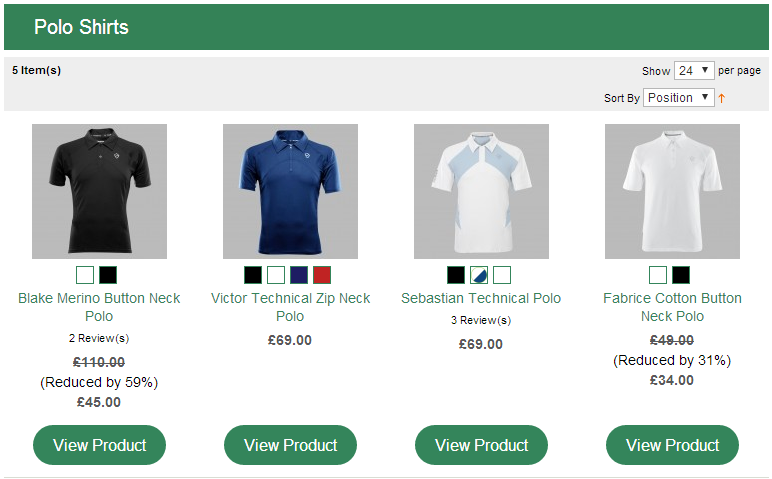 Polo Shirts
5 Item(s)
Show 24 per page
Sort By Position
Blake Merino Button Neck
Polo
2 Review(s)
£110.00
(Reduced by 59%)
£45.00
View Product
Victor Technical Zip Neck
Polo
£69.00
View Product
Sebastian Technical Polo
3 Review(s)
£69.00
View Product
Fabrice Cotton Button
Neck Polo
£49.00
(Reduced by 31%)
£34.00
View Product